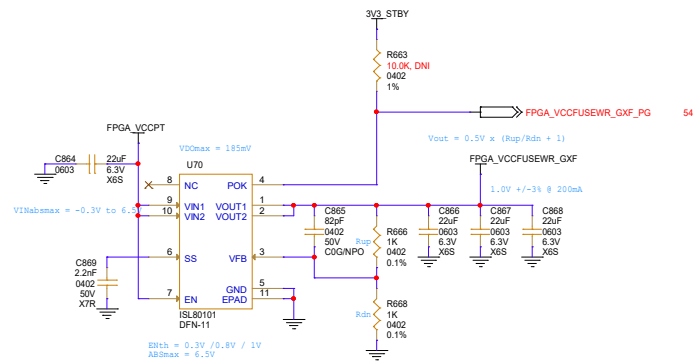 3V3_STBY
R663
10.0K, DNI
0402
1%
FPGA_VCCFUSEWR_GXF_PG 54
FPGA_VCCPT
VDOmax = 185mV
Vout = 0.5V x (Rup/Rdn + 1)
C864
0603
22uF
6.3V
X6S
U70
FPGA_VCCFUSEWR_GXF
8 NC POK 4
1.0V +/-3% @ 200mA
VINabsmax = -0.3V to 6.5V
9 VIN1 VOUT1 1
10 VIN2 VOUT2 2
C865
82pF
0402
50V
C0G/NPO
Rup
R666
1K
0402
0.1%
C866
22uF
0603
6.3V
X6S
C867
22uF
0603
6.3V
X6S
C868
22uF
0603
6.3V
X6S
6 SS VFB 3
C869
2.2nF
0402
50V
X7R
GND 5
7 EN EPAD 11
Rdn
R668
1K
0402
0.1%
ISL80101
DFN-11
ENth = 0.3V /0.8V / 1V
ABSmax = 6.5V